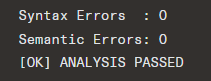 Syntax Errors  : 0
Semantic Errors: 0
[OK] ANALYSIS PASSED